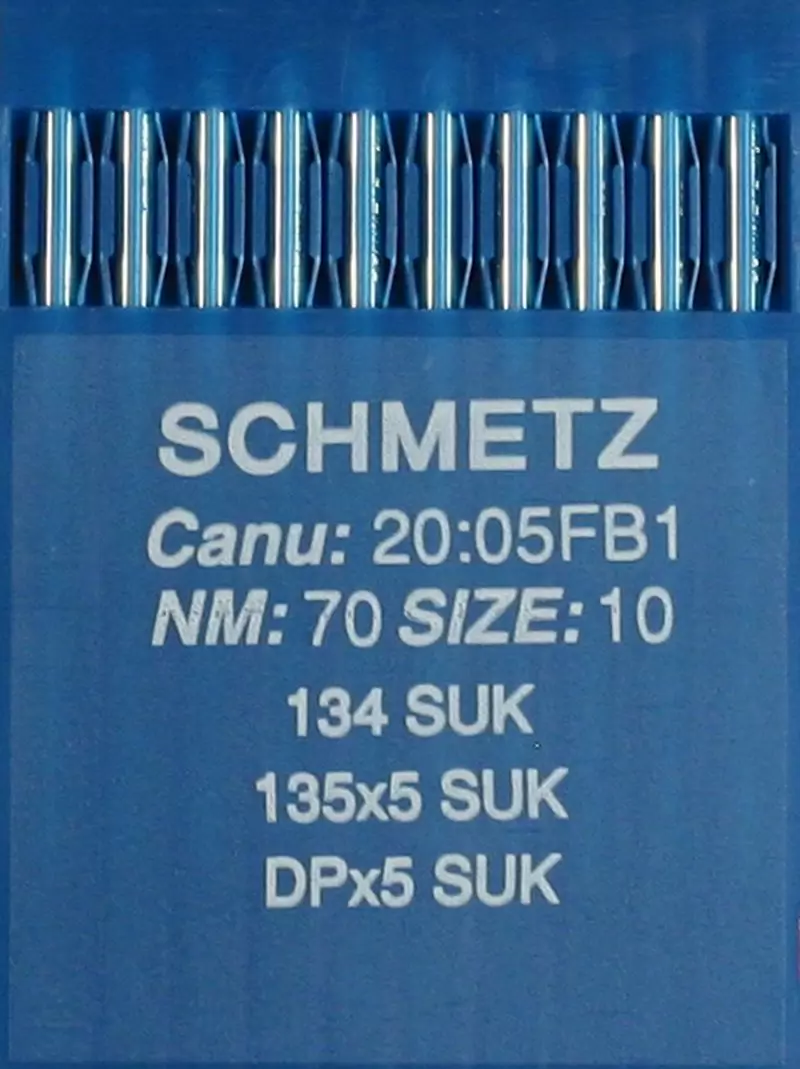 SCHMETZ
Canu: 20:05FB1
NM: 70 SIZE: 10
134 SUK
135x5 SUK
DPx5 SUK